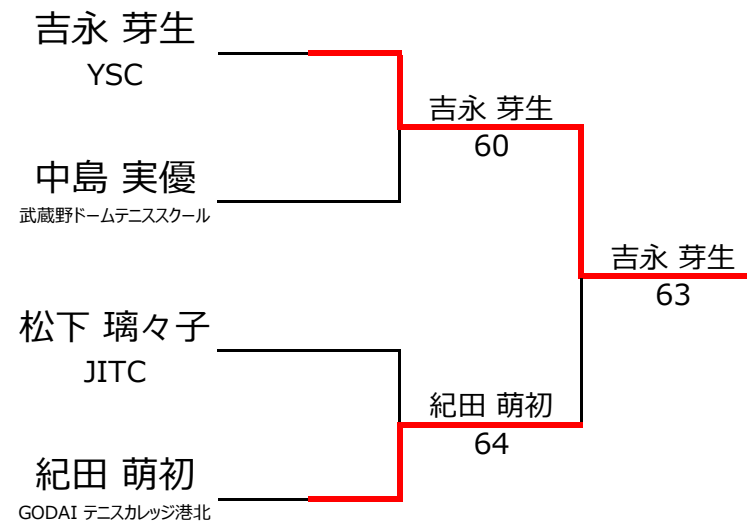 吉永 芽生
YSC
中島 実優
武蔵野ドームテニススクール
松下 璃々子
JITC
紀田 萌初
GODAI テニスカレッジ港北
吉永 芽生
60
紀田 萌初
64
吉永 芽生
63